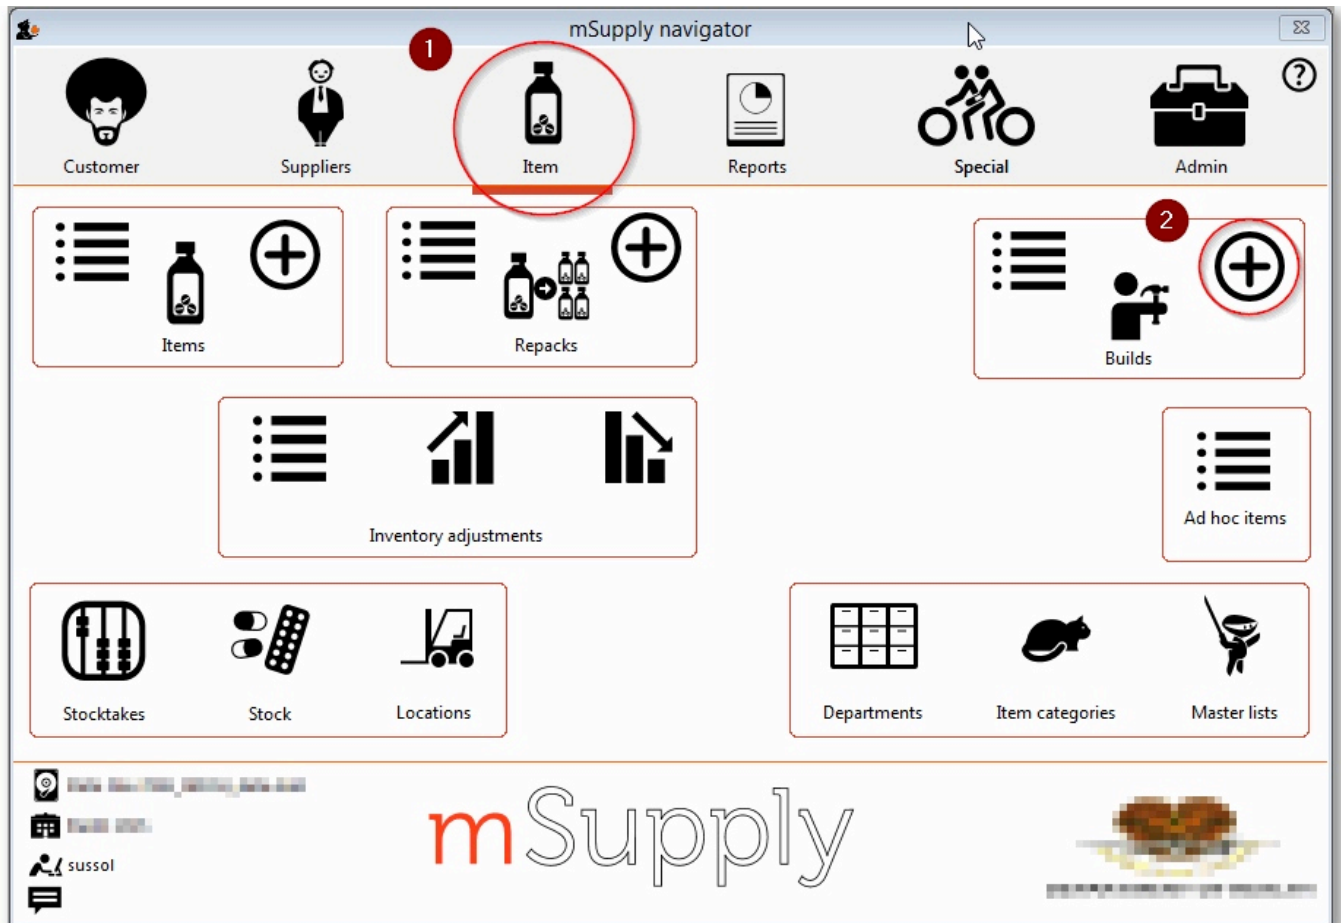 mSupply navigator
1
?
Customer Suppliers Item Reports Special Admin
2
Items Repacks Builds
Inventory adjustments
Ad hoc items
Stocktakes Stock Locations Departments Item categories Master lists
sussol
mSupply